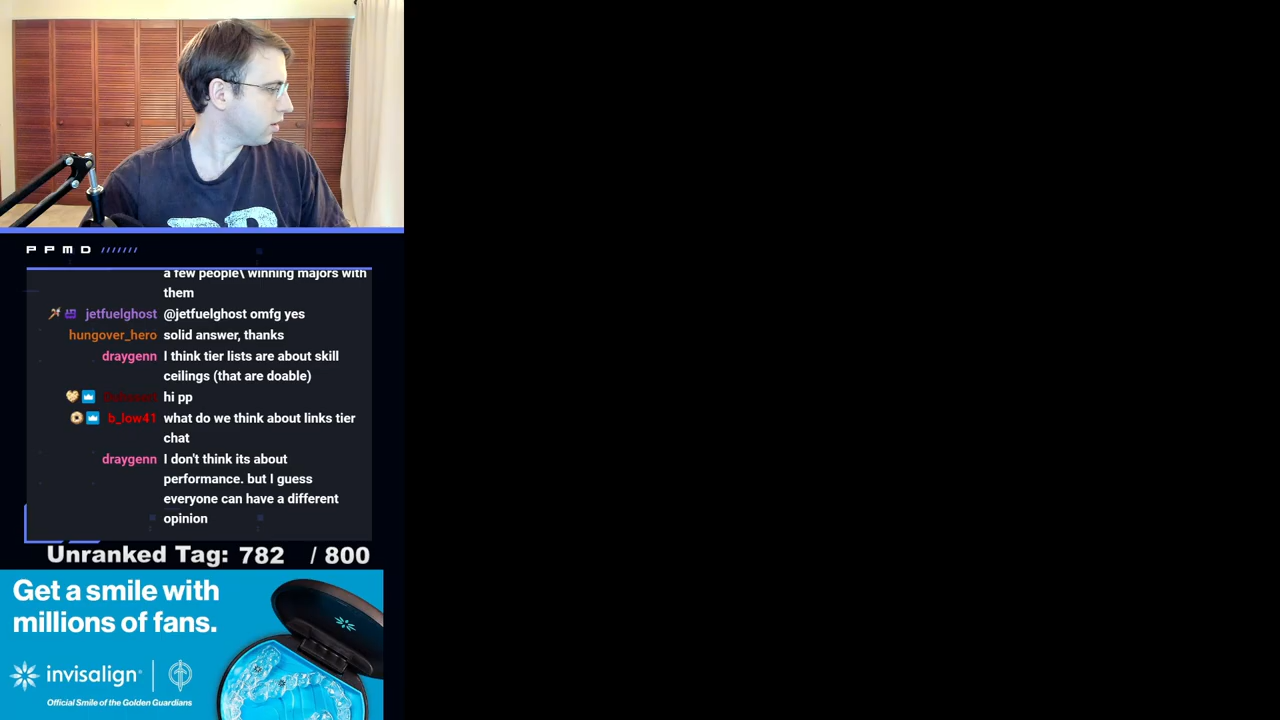 PPMD
a few people\ winning majors with
them
jetfuelghost @jetfuelghost omfg yes
hungover_hero solid answer, thanks
draygenn I think tier lists are about skill
ceilings (that are doable)
hi pp
b_low41 what do we think about links tier
chat
draygenn I don't think its about
performance. but I guess
everyone can have a different
opinion
Unranked Tag: 782 / 800
Get a smile with
millions of fans.
invisalign
Official Smile of the Golden Guardians